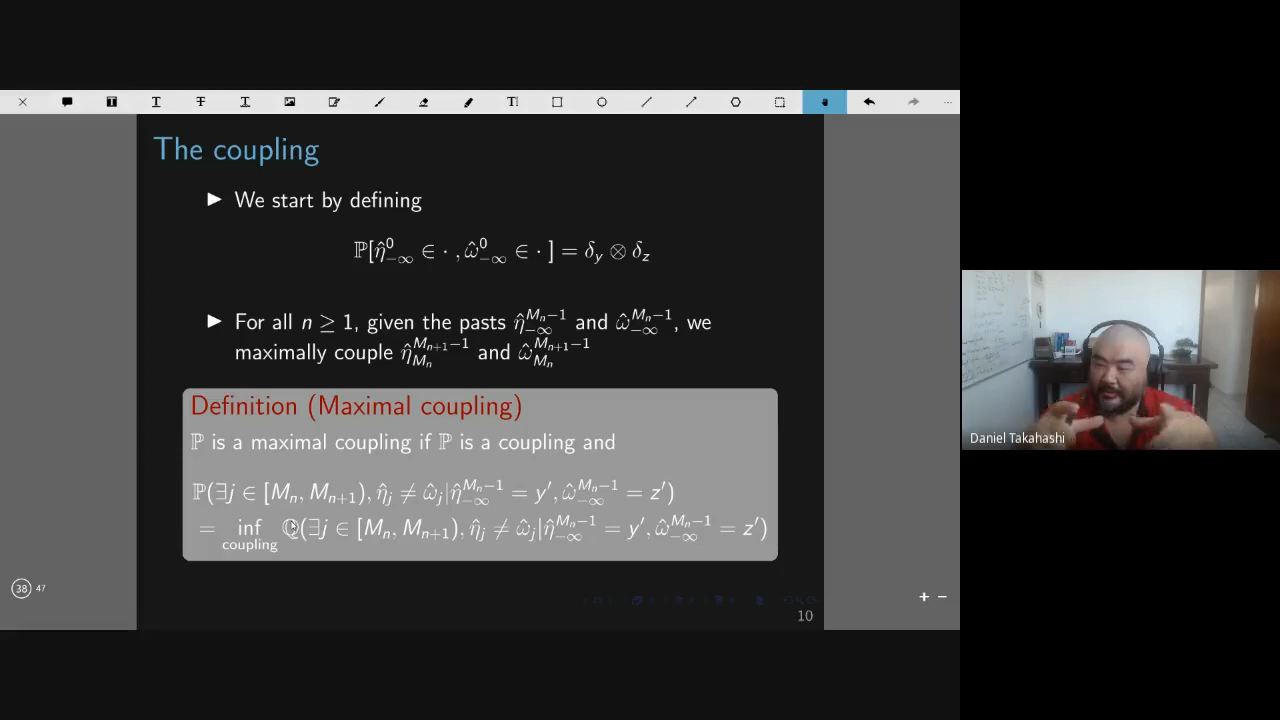 The coupling
▶ We start by defining
ℙ[η̂⁰₋∞ ∈ · , ω̂⁰₋∞ ∈ · ] = δ_y ⊗ δ_z
▶ For all n ≥ 1, given the pasts η̂_{-∞}^{M_n-1} and ω̂_{-∞}^{M_n-1}, we
maximally couple η̂_{M_n}^{M_{n+1}-1} and ω̂_{M_n}^{M_{n+1}-1}
Definition (Maximal coupling)
ℙ is a maximal coupling if ℙ is a coupling and
ℙ(∃j ∈ [M_n, M_{n+1}), η̂_j ≠ ω̂_j|η̂_{-∞}^{M_n-1} = y′, ω̂_{-∞}^{M_n-1} = z′)
= inf_{coupling} ℚ(∃j ∈ [M_n, M_{n+1}), η̂_j ≠ ω̂_j|η̂_{-∞}^{M_n-1} = y′, ω̂_{-∞}^{M_n-1} = z′)
38 47
10
Daniel Takahashi